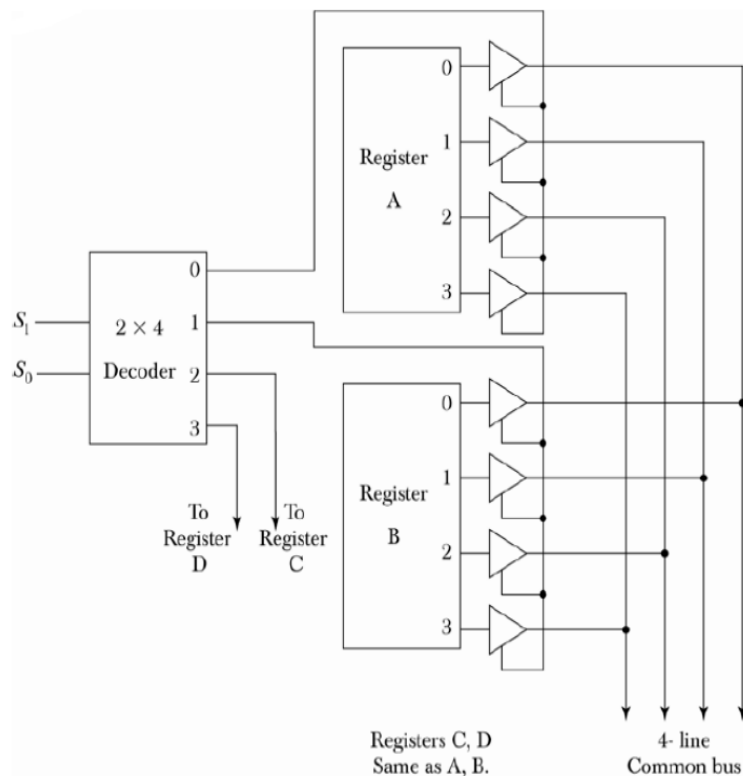 0
Register
1
A
2
3
S₁
S₀
2 × 4
Decoder
0
1
2
3
To
Register
D
To
Register
C
0
Register
1
B
2
3
Registers C, D
Same as A, B.
4- line
Common bus